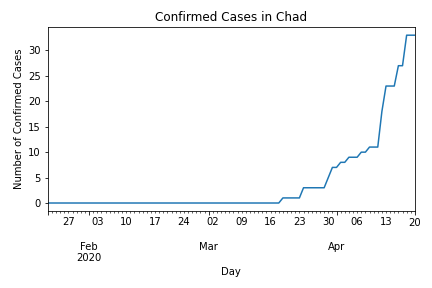 Confirmed Cases in Chad
Number of Confirmed Cases
30
25
20
15
10
5
0
27 03 10 17 24 02 09 16 23 30 06 13 20
Feb Mar Apr
2020
Day